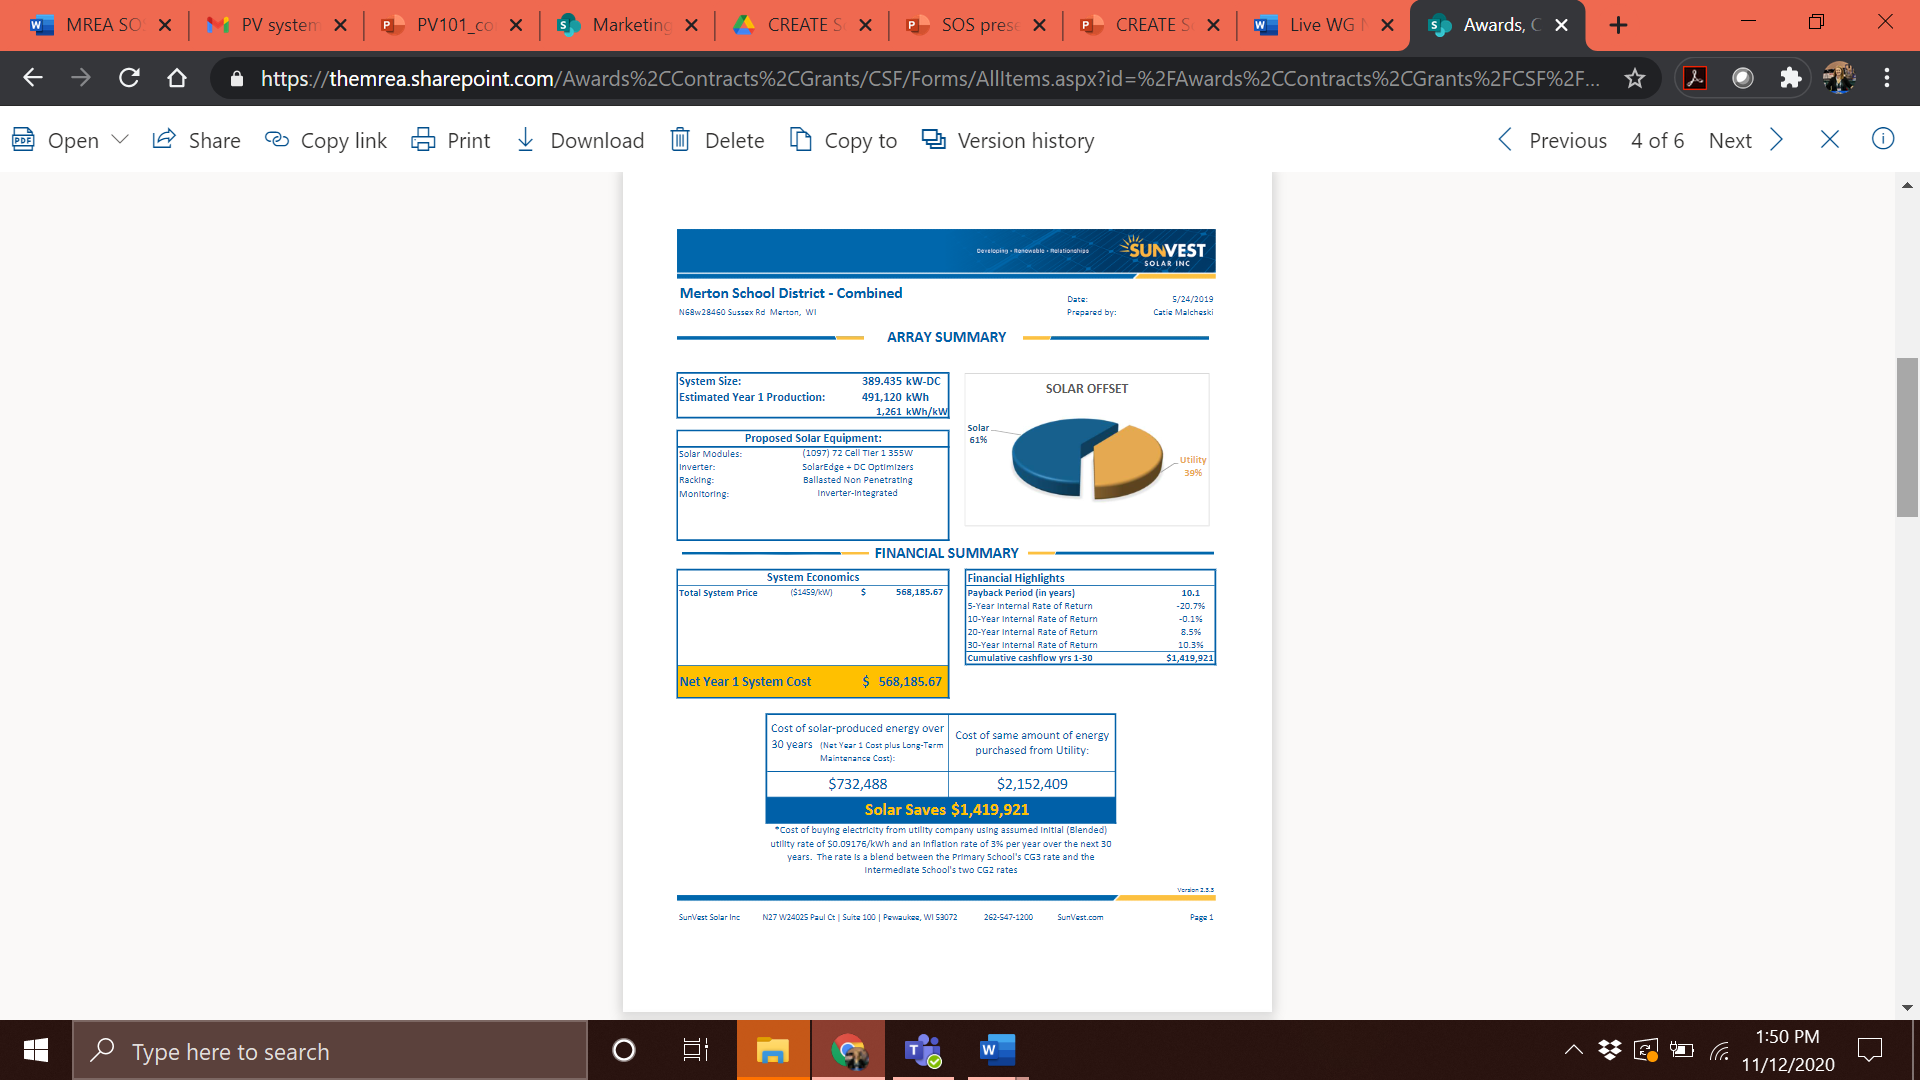 MREA SO
PV system
PV101_co
Marketing
CREATE S
SOS pres
CREATE S
Live WG
Awards, C
https://themrea.sharepoint.com/Awards%2CContracts%2CGrants/CSF/Forms/AllItems.aspx?id=%2FAwards%2CContracts%2CGrants%2FCSF%2F...
Open Share Copy link Print Download Delete Copy to Version history Previous 4 of 6 Next
Developing • Renewable • Relationships
SUNVEST
SOLAR INC
Merton School District - Combined
Date: 5/24/2019
N68w28460 Sussex Rd Merton, WI
Prepared by: Catie Malcheski
ARRAY SUMMARY
System Size: 389.435 kW-DC
Estimated Year 1 Production: 491,120 kWh
1,261 kWh/kW
Proposed Solar Equipment:
Solar Modules: (1097) 72 Cell Tier 1 355W
Inverter: SolarEdge + DC Optimizers
Racking: Ballasted Non Penetrating
Monitoring: Inverter-Integrated
SOLAR OFFSET
Solar
61%
Utility
39%
FINANCIAL SUMMARY
System Economics
Total System Price ($1459/kW) $ 568,185.67
Net Year 1 System Cost $ 568,185.67
Financial Highlights
Payback Period (in years) 10.1
5-Year Internal Rate of Return -20.7%
10-Year Internal Rate of Return -0.1%
20-Year Internal Rate of Return 8.5%
30-Year Internal Rate of Return 10.3%
Cumulative cashflow yrs 1-30 $1,419,921
Cost of solar-produced energy over
30 years (Net Year 1 Cost plus Long-Term
Maintenance Cost):
Cost of same amount of energy
purchased from Utility:
$732,488 $2,152,409
Solar Saves $1,419,921
*Cost of buying electricity from utility company using assumed initial (Blended)
utility rate of $0.09176/kWh and an inflation rate of 3% per year over the next 30
years. The rate is a blend between the Primary School's CG3 rate and the
Intermediate School's two CG2 rates
Version 2.3.3
SunVest Solar Inc N27 W24025 Paul Ct | Suite 100 | Pewaukee, WI 53072 262-547-1200 SunVest.com Page 1
Type here to search
1:50 PM
11/12/2020